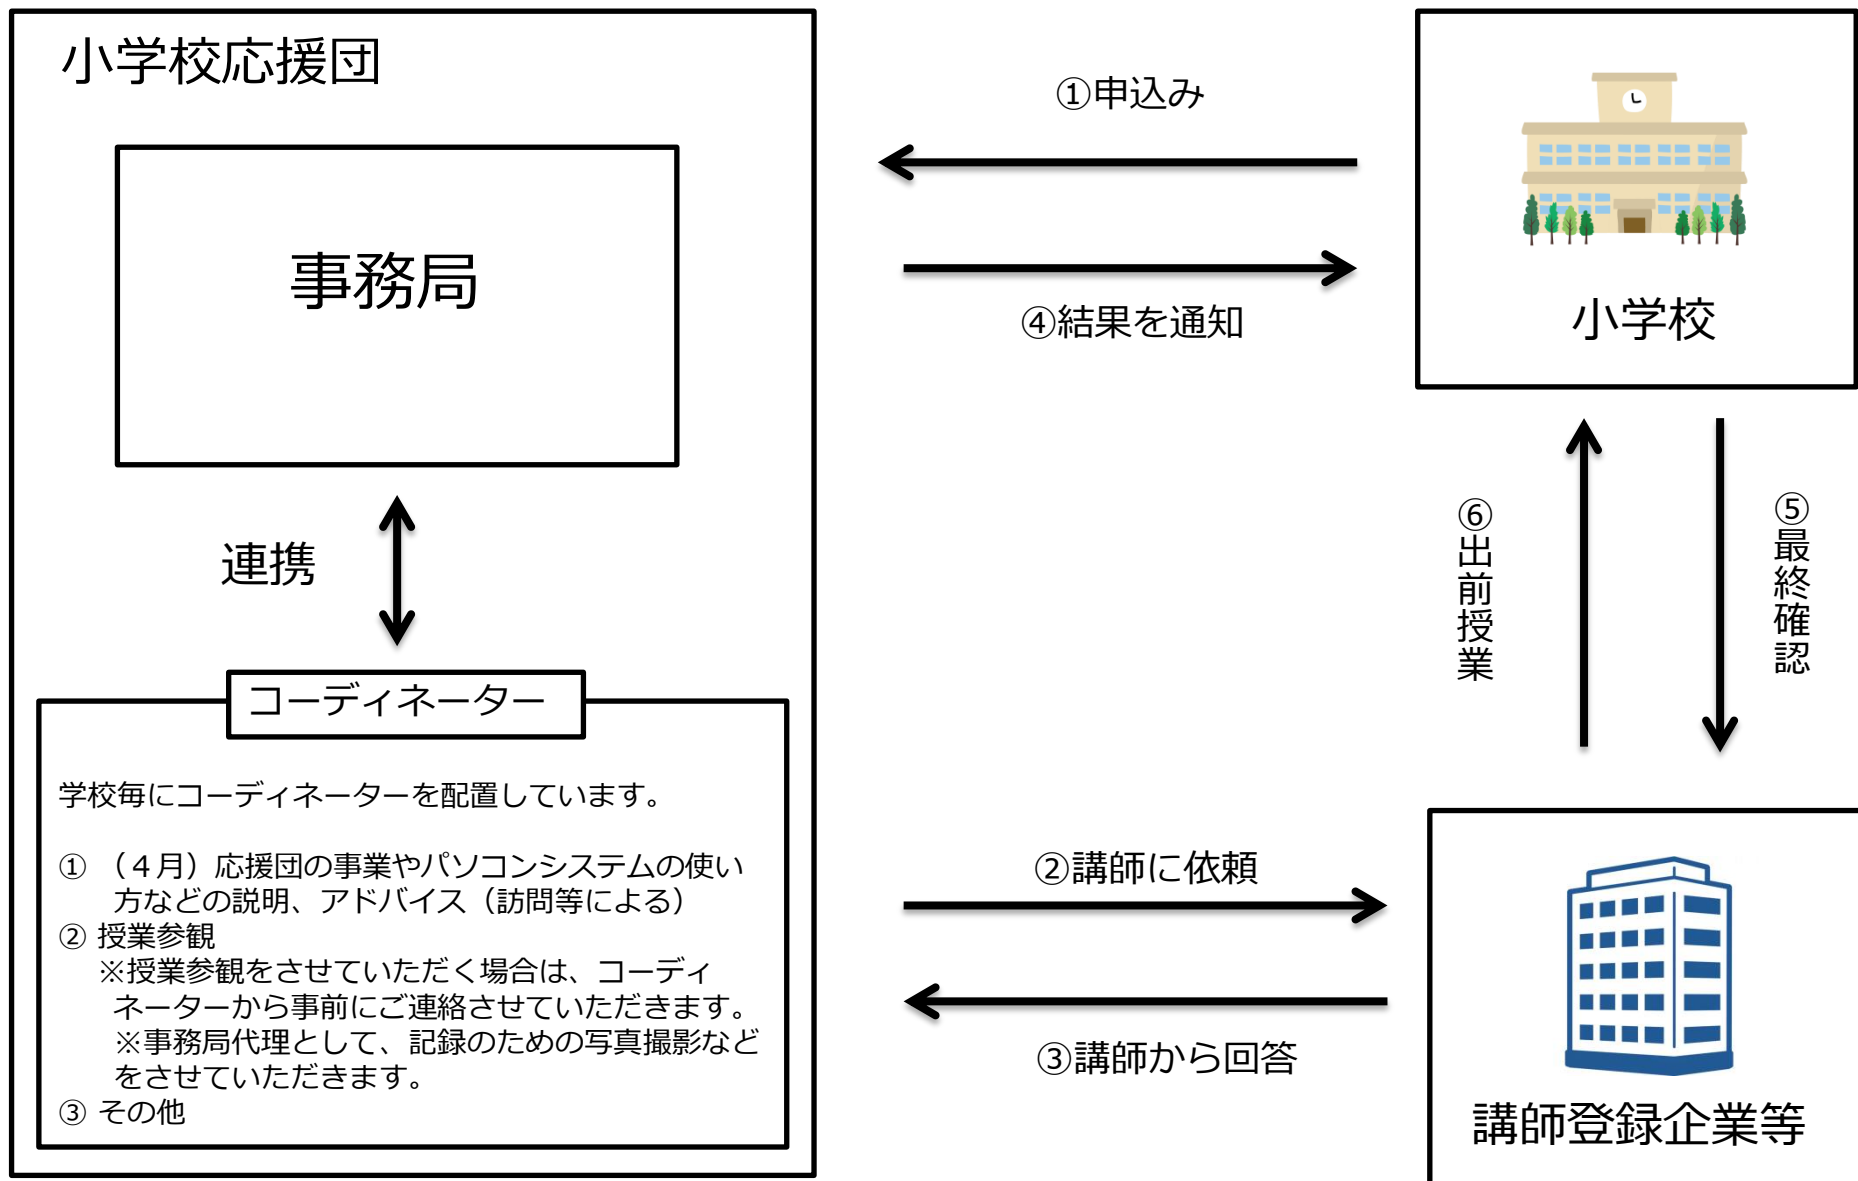 小学校応援団
事務局
連携
コーディネーター
学校毎にコーディネーターを配置しています。
① （４月）応援団の事業やパソコンシステムの使い
方などの説明、アドバイス（訪問等による）
② 授業参観
※授業参観をさせていただく場合は、コーディ
ネーターから事前にご連絡させていただきます。
※事務局代理として、記録のための写真撮影など
をさせていただきます。
③ その他
①申込み
④結果を通知
小学校
⑥出前授業
⑤最終確認
②講師に依頼
③講師から回答
講師登録企業等